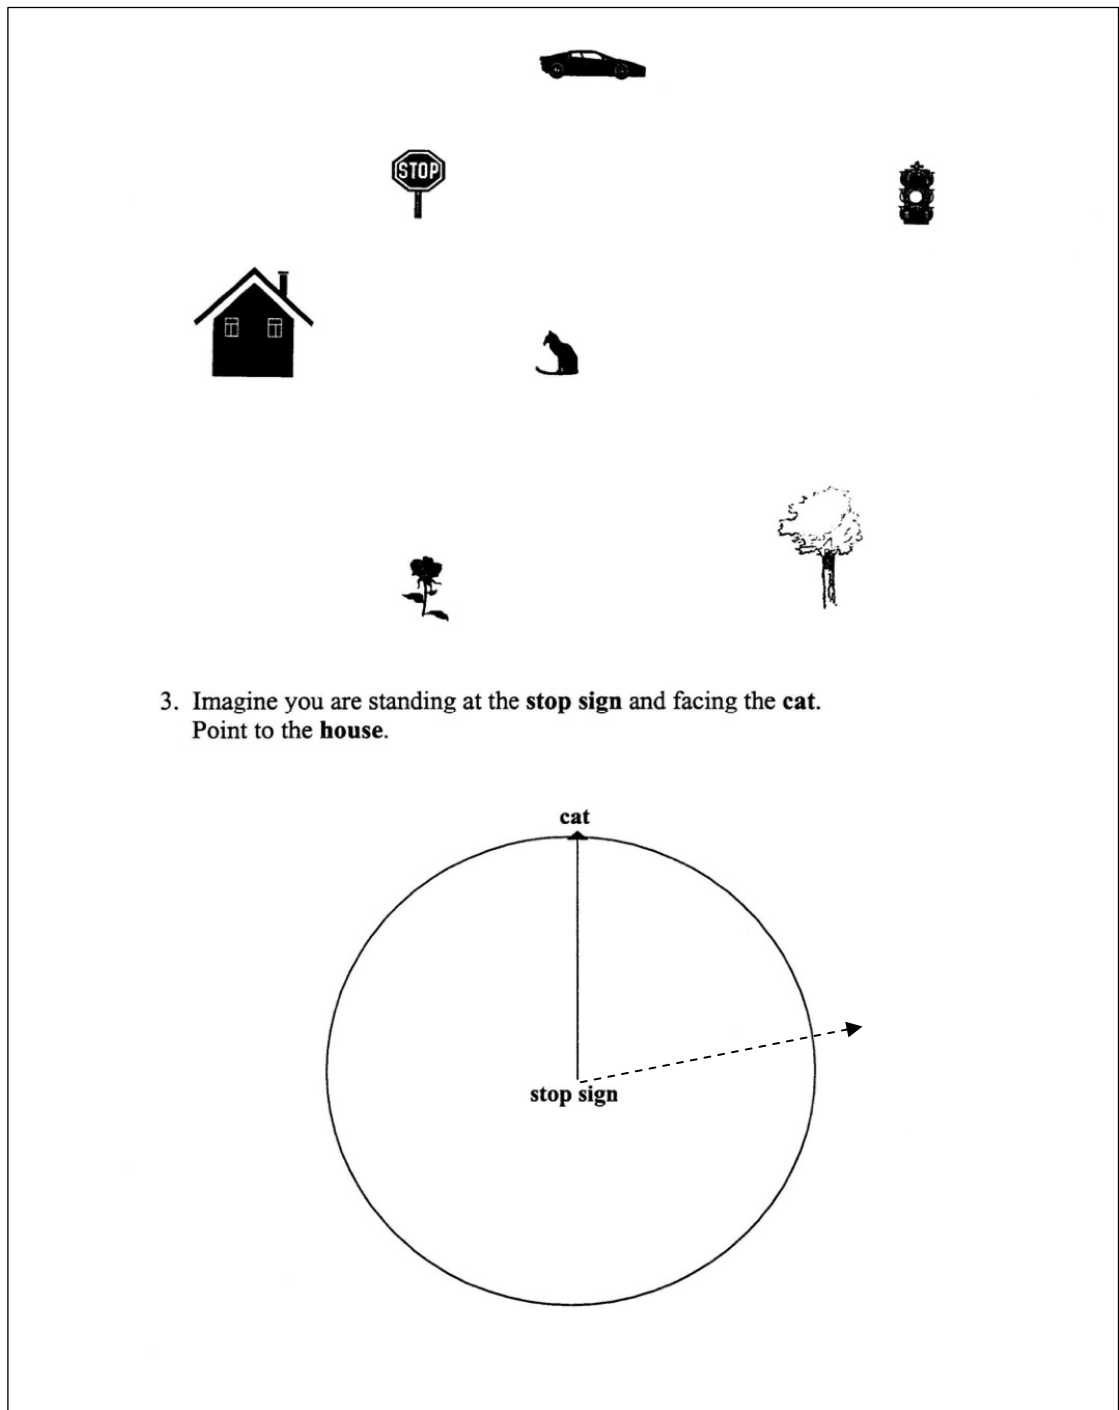 STOP
3. Imagine you are standing at the stop sign and facing the cat.
Point to the house.
cat
stop sign